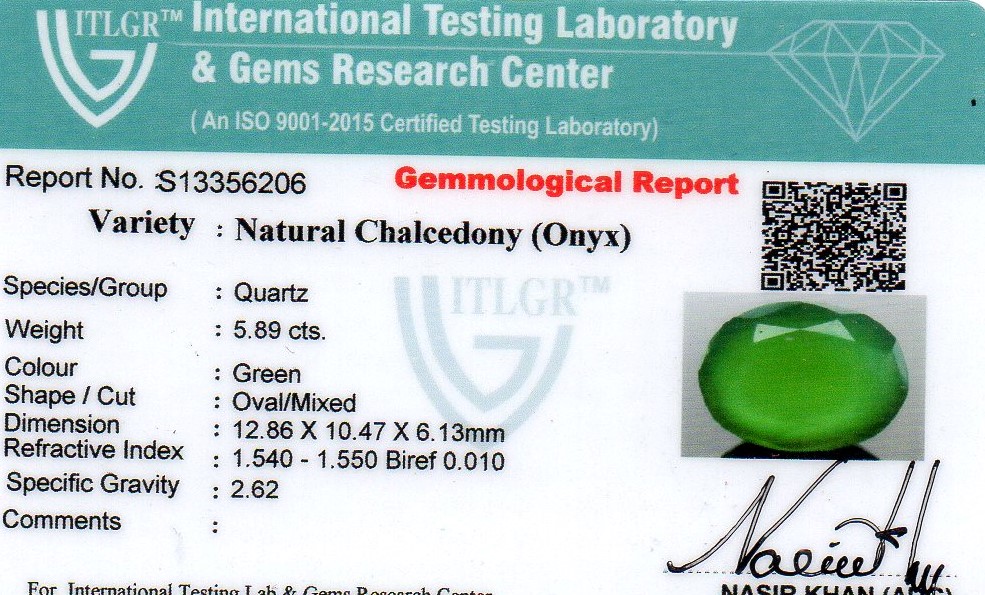 ITLGR™
International Testing Laboratory
& Gems Research Center
( An ISO 9001-2015 Certified Testing Laboratory)
Report No. :S13356206
Gemmological Report
Variety : Natural Chalcedony (Onyx)
ITLGR™
Species/Group : Quartz
Weight : 5.89 cts.
Colour : Green
Shape / Cut : Oval/Mixed
Dimension : 12.86 X 10.47 X 6.13mm
Refractive Index : 1.540 - 1.550 Biref 0.010
Specific Gravity : 2.62
Comments :
For International Testing Lab & Gems Research Center
NASIR KHAN